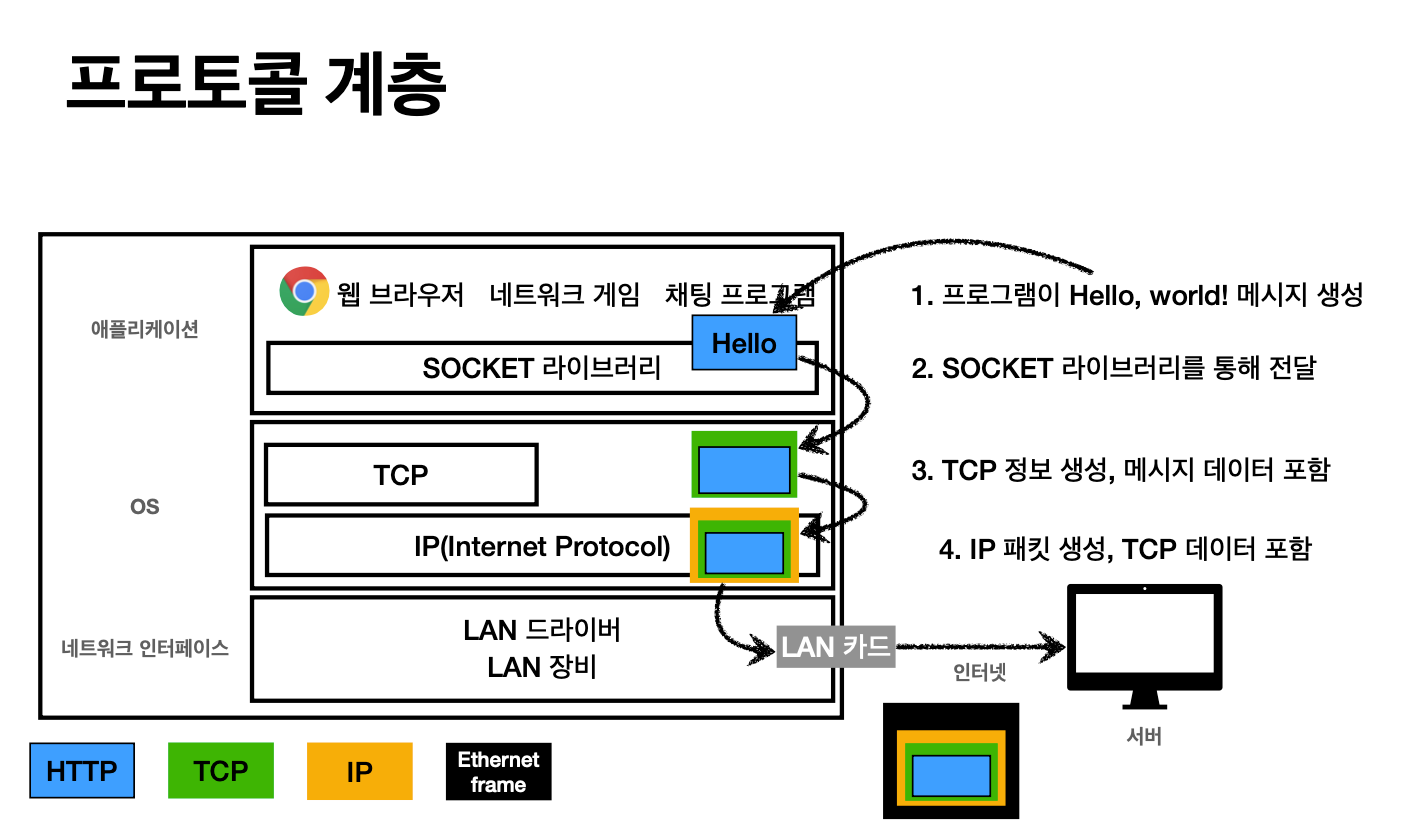 프로토콜 계층
애플리케이션
웹 브라우저 네트워크 게임 채팅 프로그램
Hello
SOCKET 라이브러리
1. 프로그램이 Hello, world! 메시지 생성
2. SOCKET 라이브러리를 통해 전달
OS
TCP
IP(Internet Protocol)
3. TCP 정보 생성, 메시지 데이터 포함
4. IP 패킷 생성, TCP 데이터 포함
네트워크 인터페이스
LAN 드라이버
LAN 장비
LAN 카드
인터넷
서버
HTTP
TCP
IP
Ethernet
frame